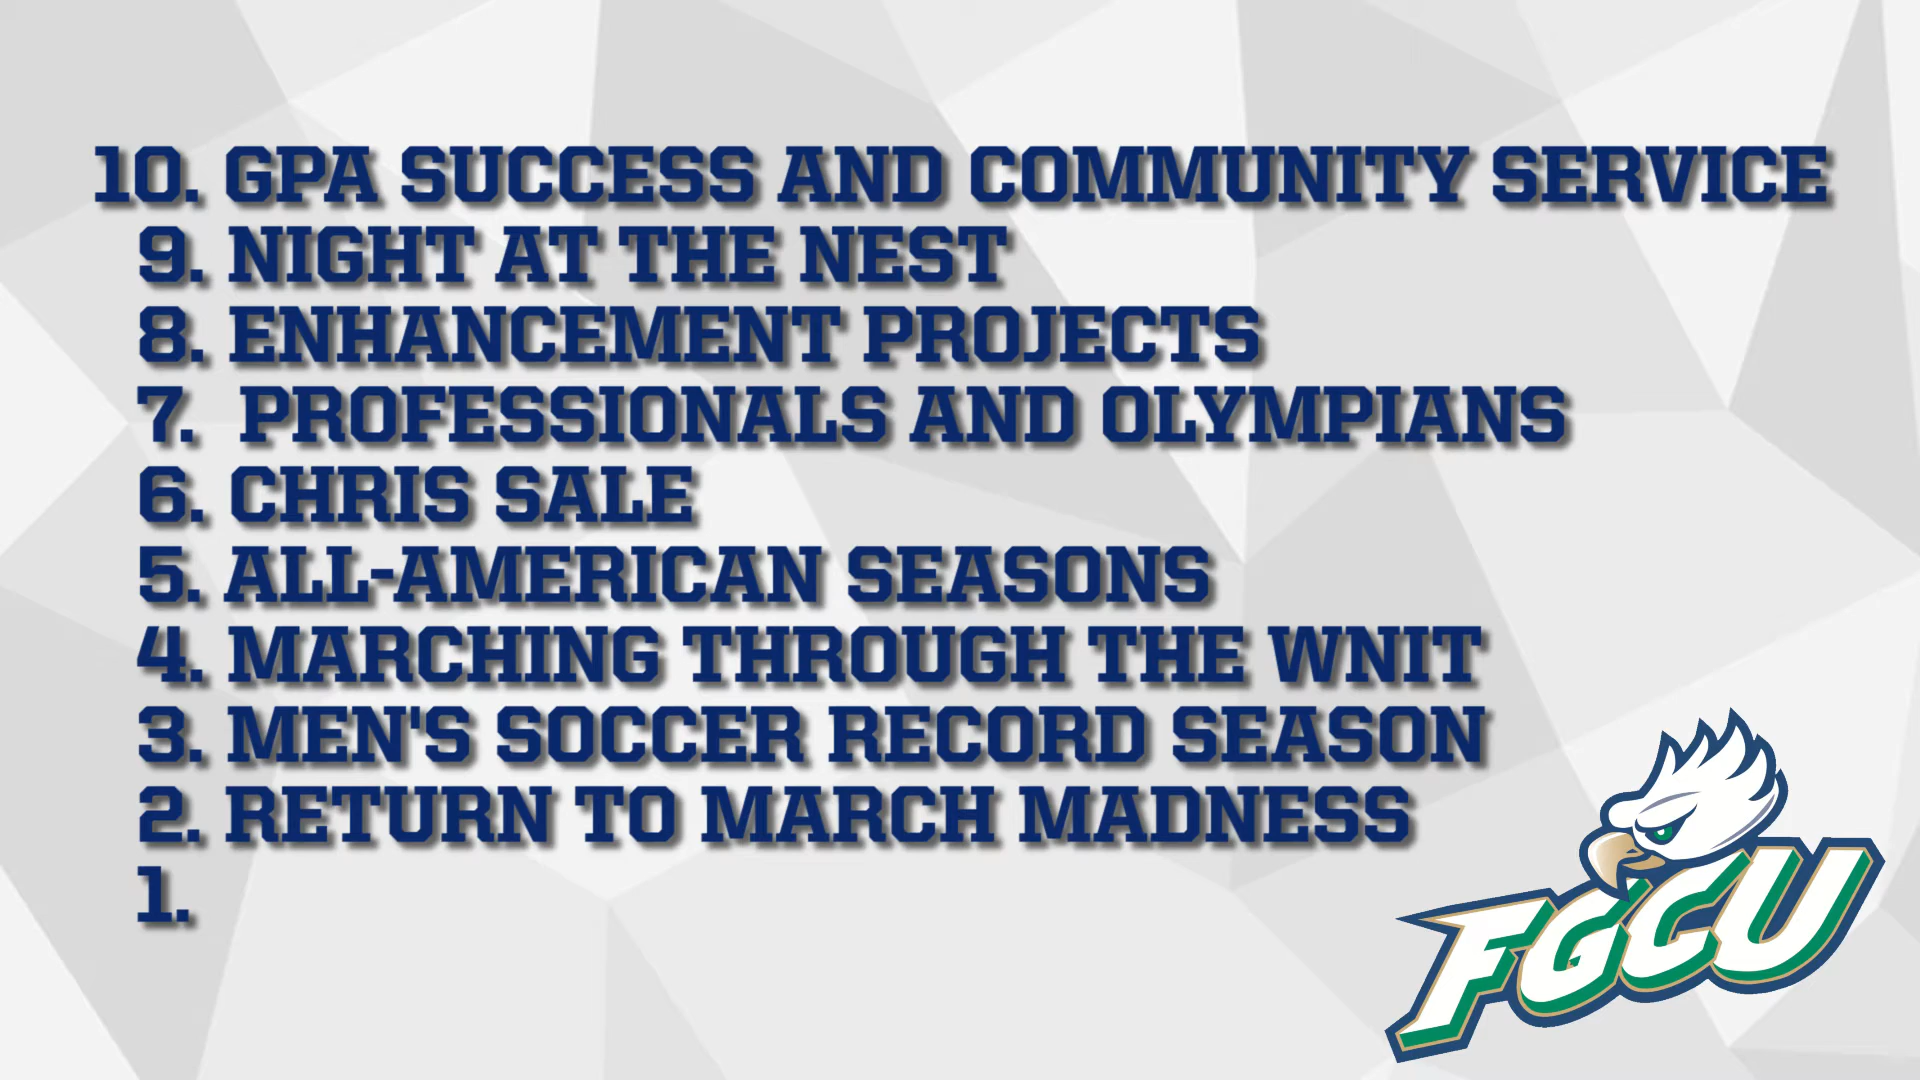 10. GPA SUCCESS AND COMMUNITY SERVICE
9. NIGHT AT THE NEST
8. ENHANCEMENT PROJECTS
7. PROFESSIONALS AND OLYMPIANS
6. CHRIS SALE
5. ALL-AMERICAN SEASONS
4. MARCHING THROUGH THE WNIT
3. MEN'S SOCCER RECORD SEASON
2. RETURN TO MARCH MADNESS
1.
FGCU